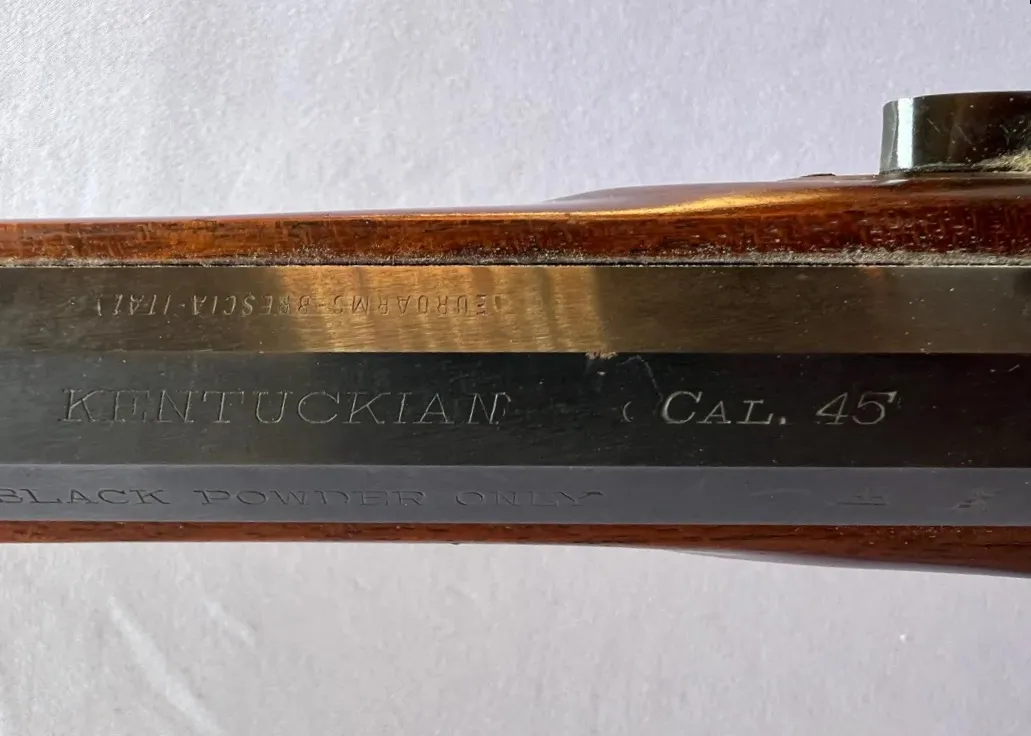 EUROARMS-BRESCIA-ITALY
KENTUCKIAN CAL. 45
BLACK POWDER ONLY